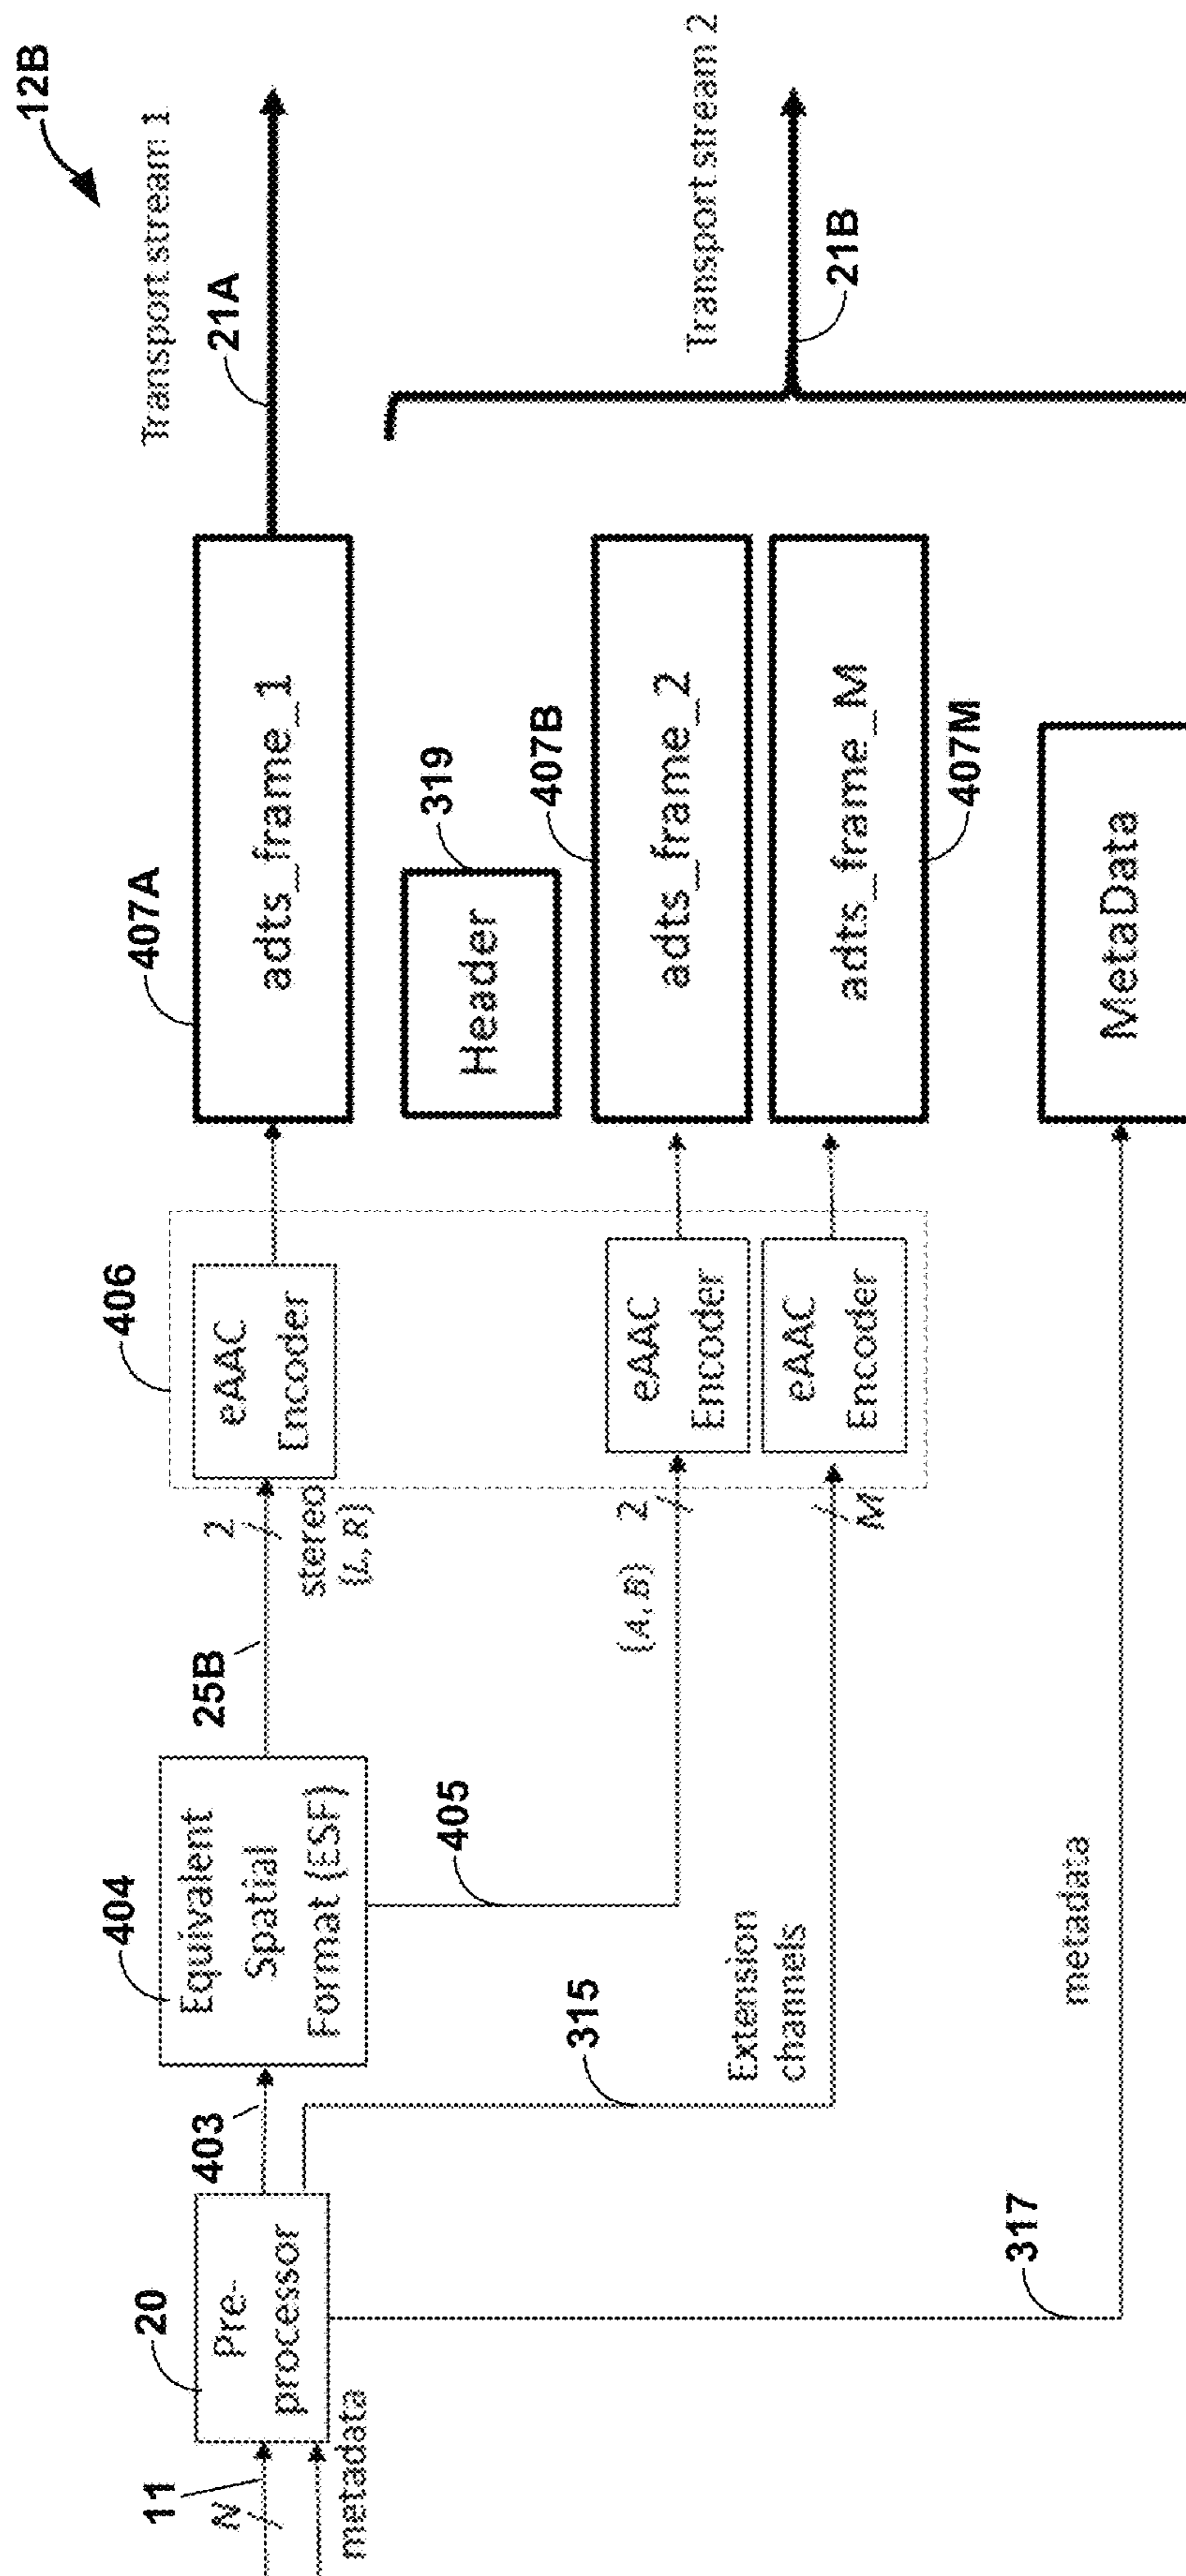 12B
Transport stream 1
21A
Transport stream 2
21B
407A
adts_frame_1
Header
319
407B
adts_frame_2
adts_frame_M
407M
MetaData
406
eAAC
Encoder
eAAC
Encoder
eAAC
Encoder
25B
2
stereo
{L, R}
{A, B}
2
M
404
Equivalent
Spatial
Format (ESF)
405
403
Extension
channels
315
20
Pre-
processor
11
N
metadata
317
metadata